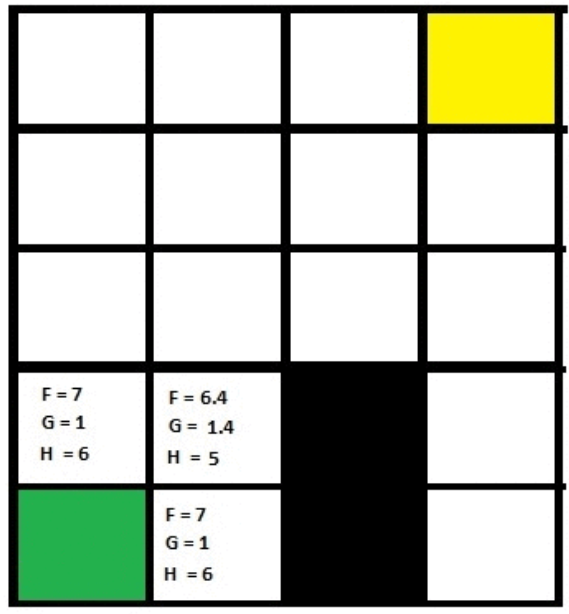 F = 7
G = 1
H = 6
F = 6.4
G = 1.4
H = 5
F = 7
G = 1
H = 6